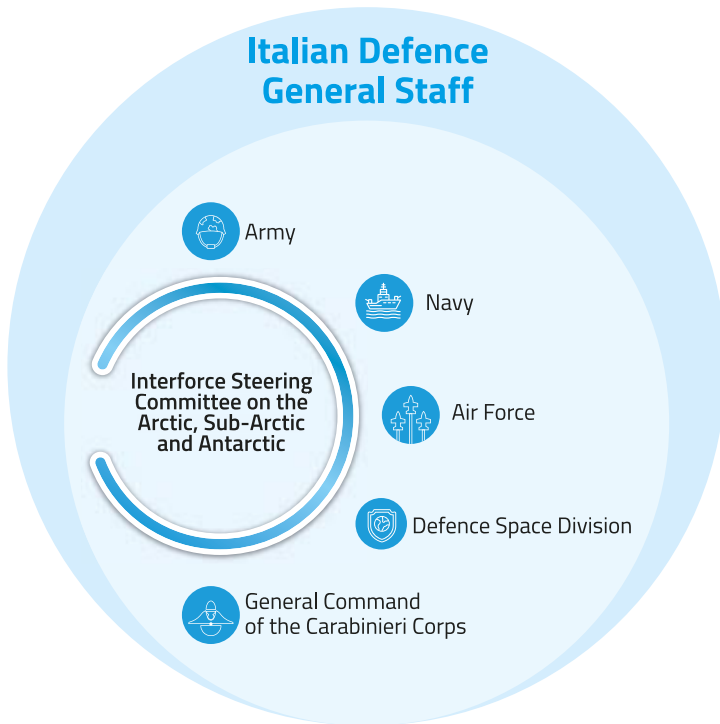 Italian Defence
General Staff
Army
Navy
Interforce Steering
Committee on the
Arctic, Sub-Arctic
and Antarctic
Air Force
Defence Space Division
General Command
of the Carabinieri Corps